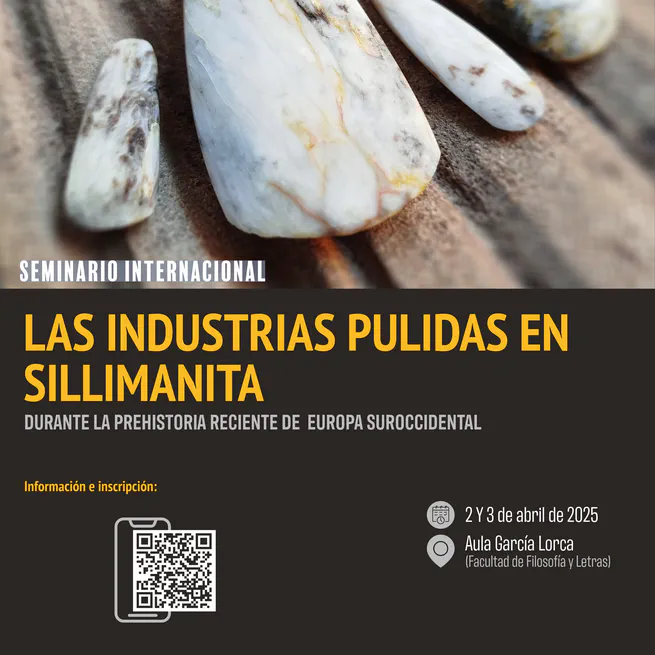 SEMINARIO INTERNACIONAL
LAS INDUSTRIAS PULIDAS EN
SILLIMANITA
DURANTE LA PREHISTORIA RECIENTE DE EUROPA SUROCCIDENTAL
Información e inscripción:
2 Y 3 de abril de 2025
Aula García Lorca
(Facultad de Filosofía y Letras)